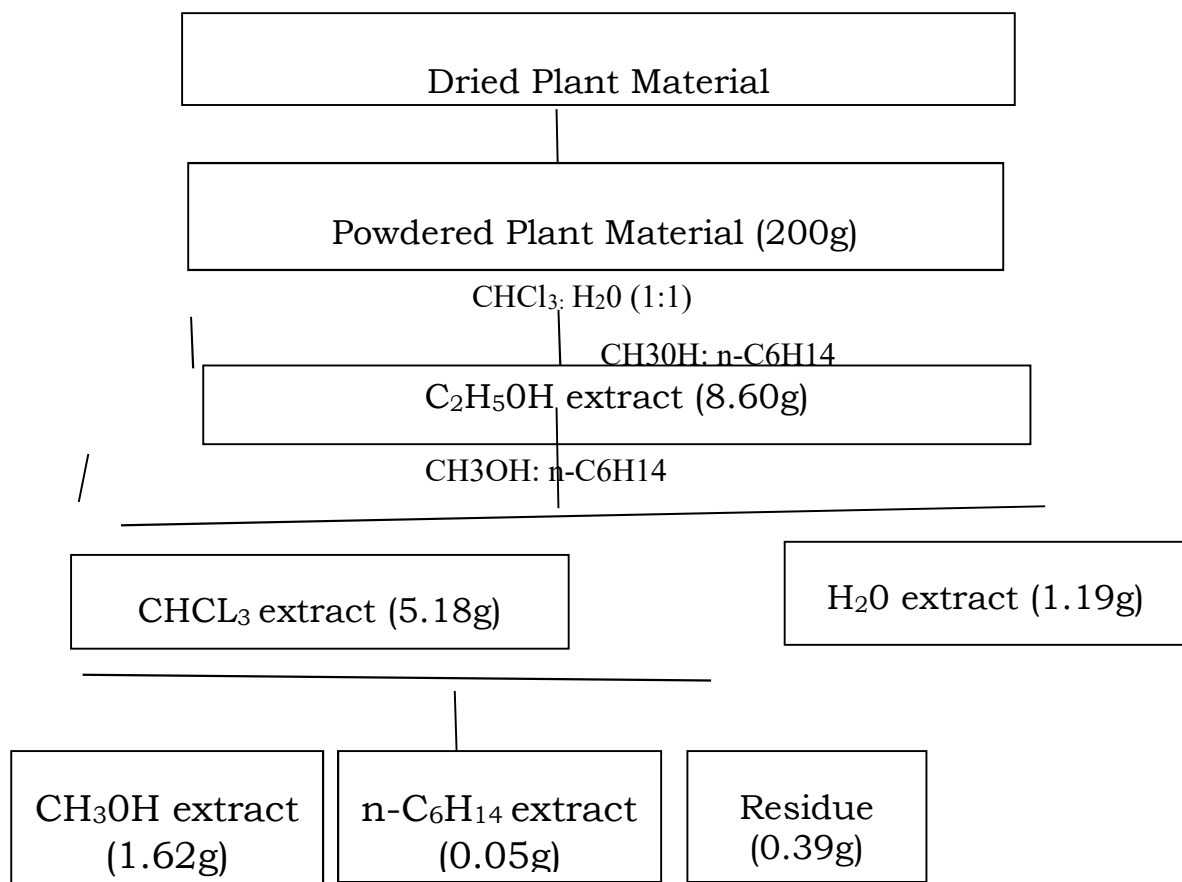 Dried Plant Material
Powdered Plant Material (200g)
CHCl₃: H₂0 (1:1)
CH30H: n-C6H14
C₂H₅0H extract (8.60g)
CH3OH: n-C6H14
CHCL₃ extract (5.18g)
H₂0 extract (1.19g)
CH₃0H extract
(1.62g)
n-C₆H₁₄ extract
(0.05g)
Residue
(0.39g)